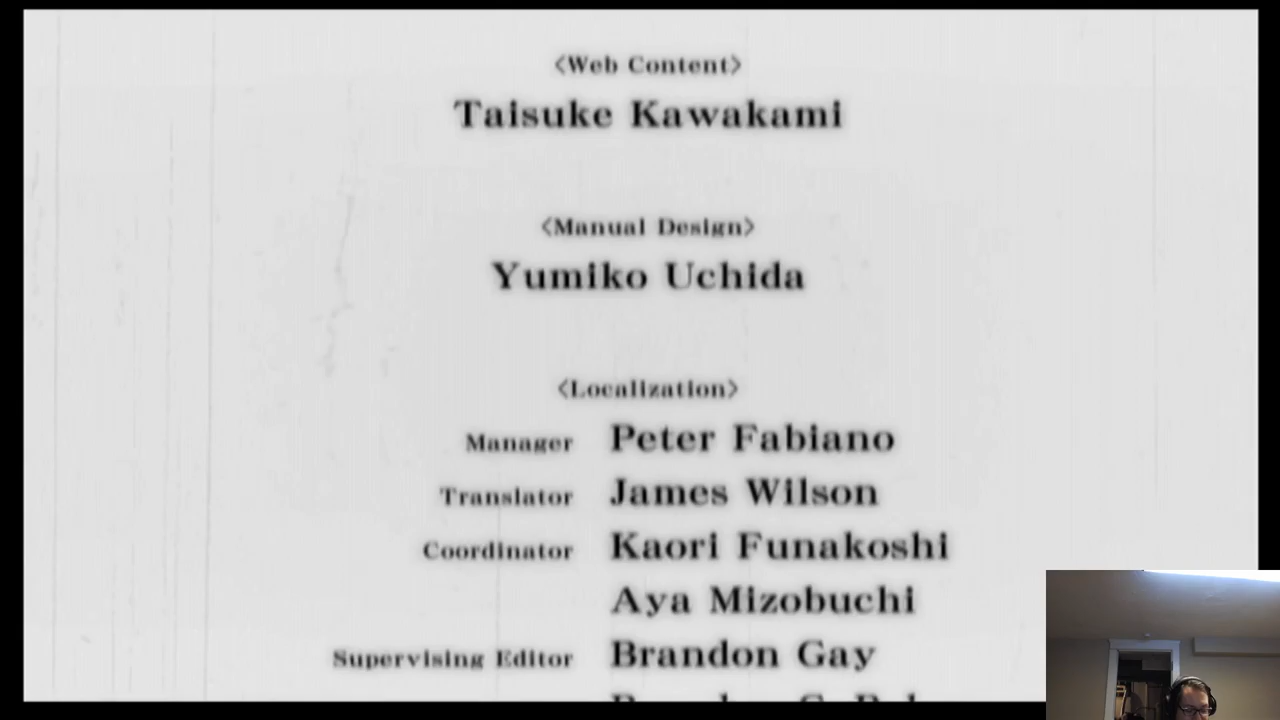 <Web Content>
Taisuke Kawakami
<Manual Design>
Yumiko Uchida
<Localization>
Manager Peter Fabiano
Translator James Wilson
Coordinator Kaori Funakoshi
Aya Mizobuchi
Supervising Editor Brandon Gay